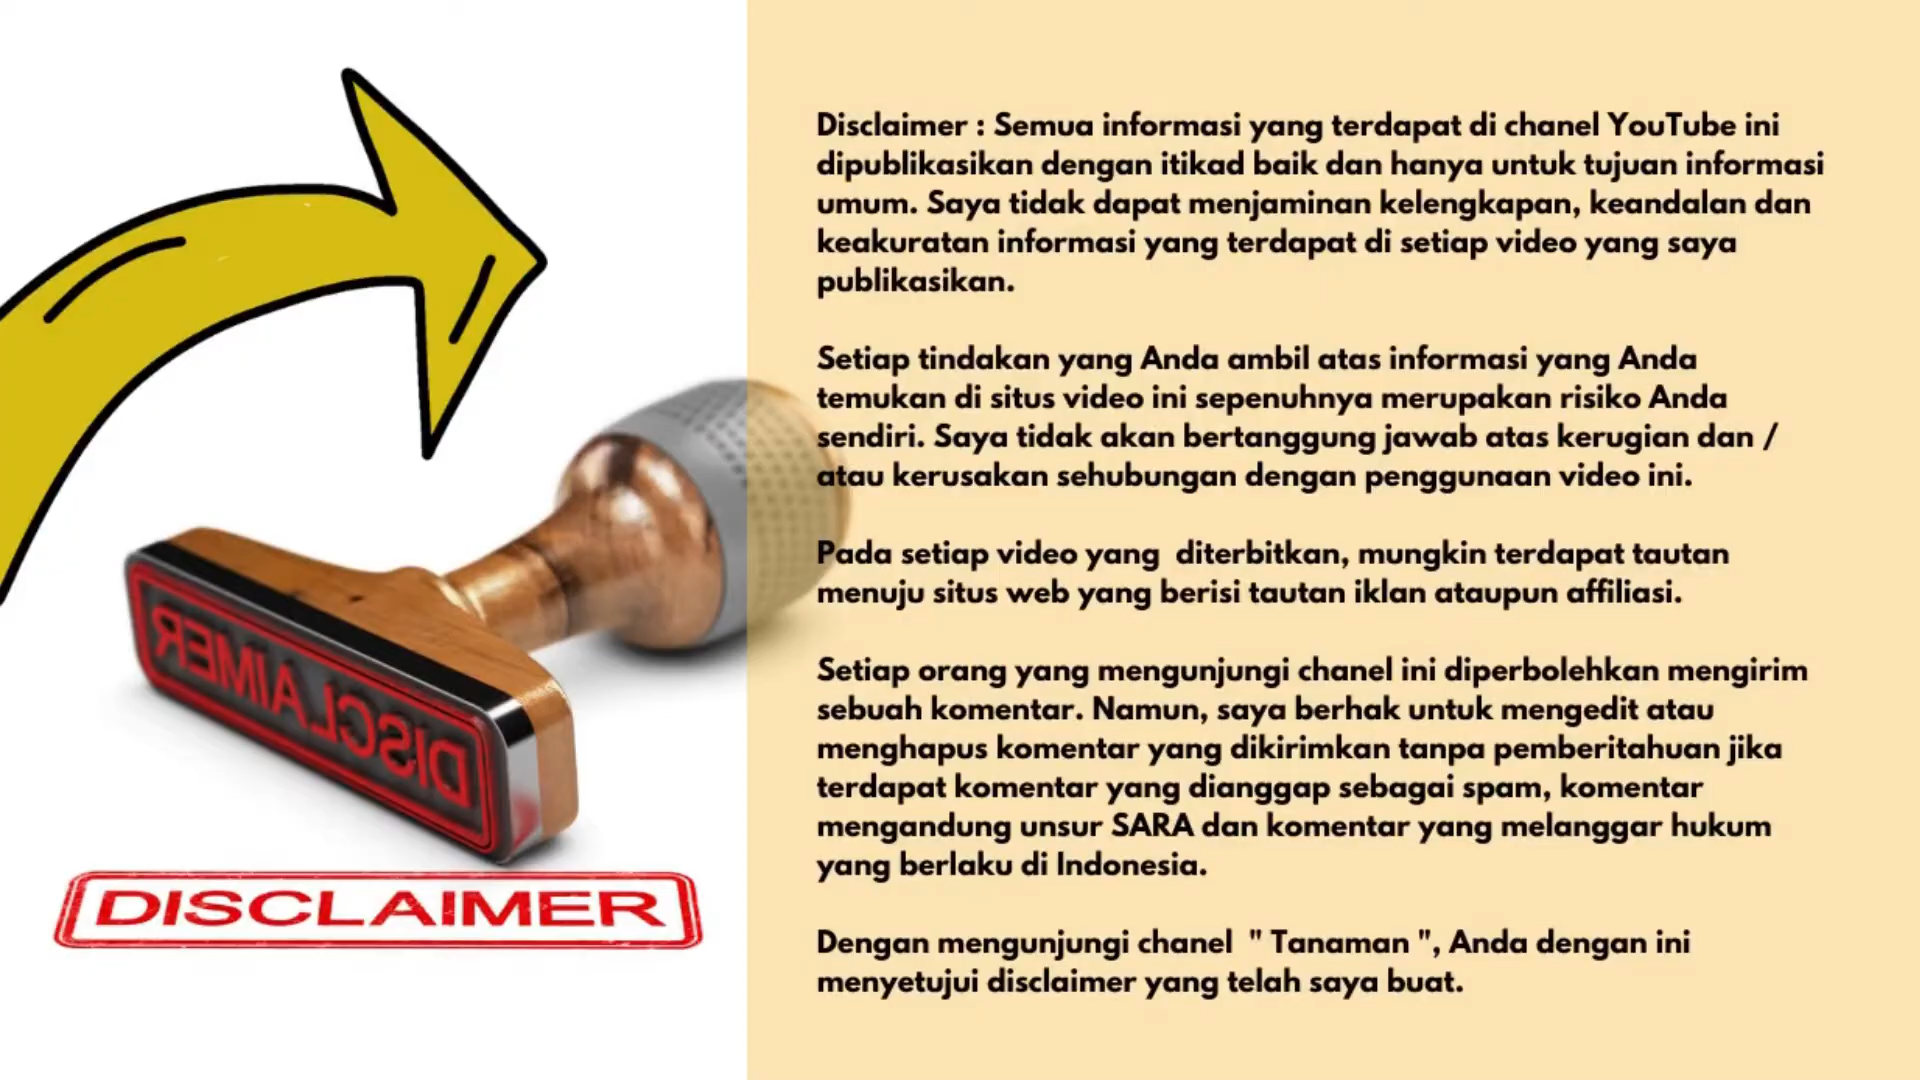 Disclaimer : Semua informasi yang terdapat di chanel YouTube ini
dipublikasikan dengan itikad baik dan hanya untuk tujuan informasi
umum. Saya tidak dapat menjaminan kelengkapan, keandalan dan
keakuratan informasi yang terdapat di setiap video yang saya
publikasikan.
Setiap tindakan yang Anda ambil atas informasi yang Anda
temukan di situs video ini sepenuhnya merupakan risiko Anda
sendiri. Saya tidak akan bertanggung jawab atas kerugian dan /
atau kerusakan sehubungan dengan penggunaan video ini.
Pada setiap video yang  diterbitkan, mungkin terdapat tautan
menuju situs web yang berisi tautan iklan ataupun affiliasi.
Setiap orang yang mengunjungi chanel ini diperbolehkan mengirim
sebuah komentar. Namun, saya berhak untuk mengedit atau
menghapus komentar yang dikirimkan tanpa pemberitahuan jika
terdapat komentar yang dianggap sebagai spam, komentar
mengandung unsur SARA dan komentar yang melanggar hukum
yang berlaku di Indonesia.
Dengan mengunjungi chanel  " Tanaman ", Anda dengan ini
menyetujui disclaimer yang telah saya buat.
DISCLAIMER
DISCLAIMER